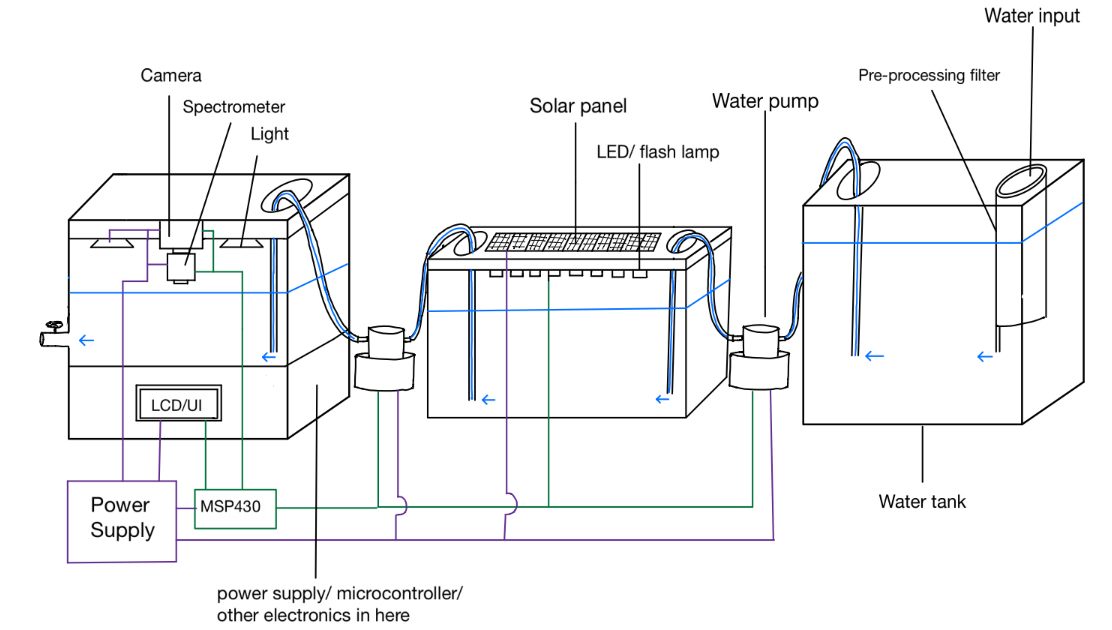 Water input
Camera
Pre-processing filter
Spectrometer
Solar panel
Water pump
Light
LED/ flash lamp
LCD/UI
Power
Supply
MSP430
Water tank
power supply/ microcontroller/
other electronics in here